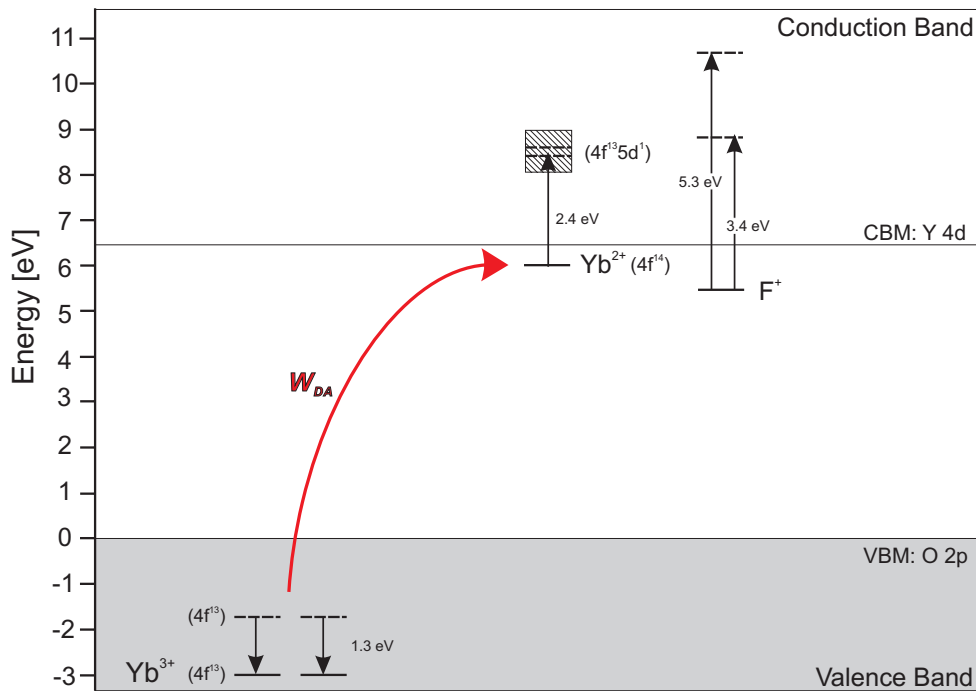 Conduction Band
11
10
9
8
7
6
5
4
3
2
1
0
-1
-2
-3
Energy [eV]
(4f¹³5d¹)
2.4 eV
5.3 eV
3.4 eV
CBM: Y 4d
Yb²⁺ (4f¹⁴)
F⁺
W_DA
VBM: O 2p
(4f¹³)
1.3 eV
Yb³⁺ (4f¹³)
Valence Band